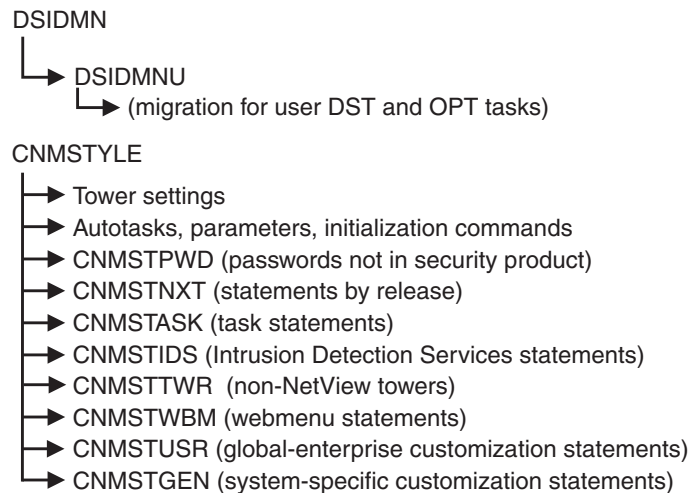 DSIDMN
DSIDMNU
(migration for user DST and OPT tasks)
CNMSTYLE
Tower settings
Autotasks, parameters, initialization commands
CNMSTPWD (passwords not in security product)
CNMSTNXT (statements by release)
CNMSTASK (task statements)
CNMSTIDS (Intrusion Detection Services statements)
CNMSTTWR (non-NetView towers)
CNMSTWBM (webmenu statements)
CNMSTUSR (global-enterprise customization statements)
CNMSTGEN (system-specific customization statements)